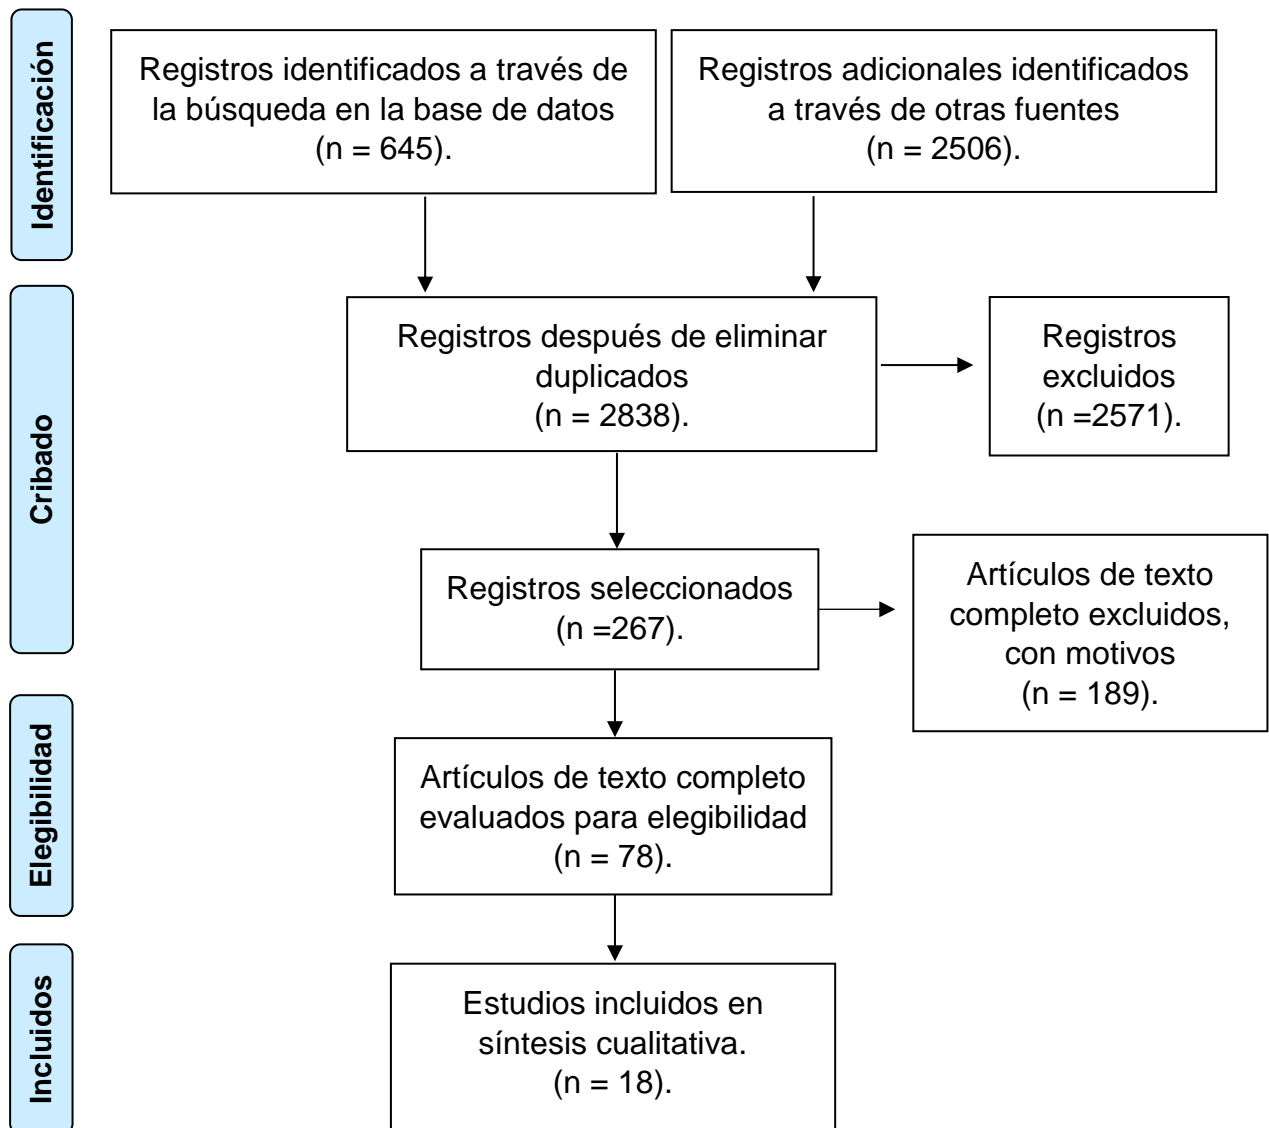 Identificación
Registros identificados a través de
la búsqueda en la base de datos
(n = 645).
Registros adicionales identificados
a través de otras fuentes
(n = 2506).
Cribado
Registros después de eliminar
duplicados
(n = 2838).
Registros
excluidos
(n =2571).
Registros seleccionados
(n =267).
Artículos de texto
completo excluidos,
con motivos
(n = 189).
Elegibilidad
Artículos de texto completo
evaluados para elegibilidad
(n = 78).
Incluidos
Estudios incluidos en
síntesis cualitativa.
(n = 18).